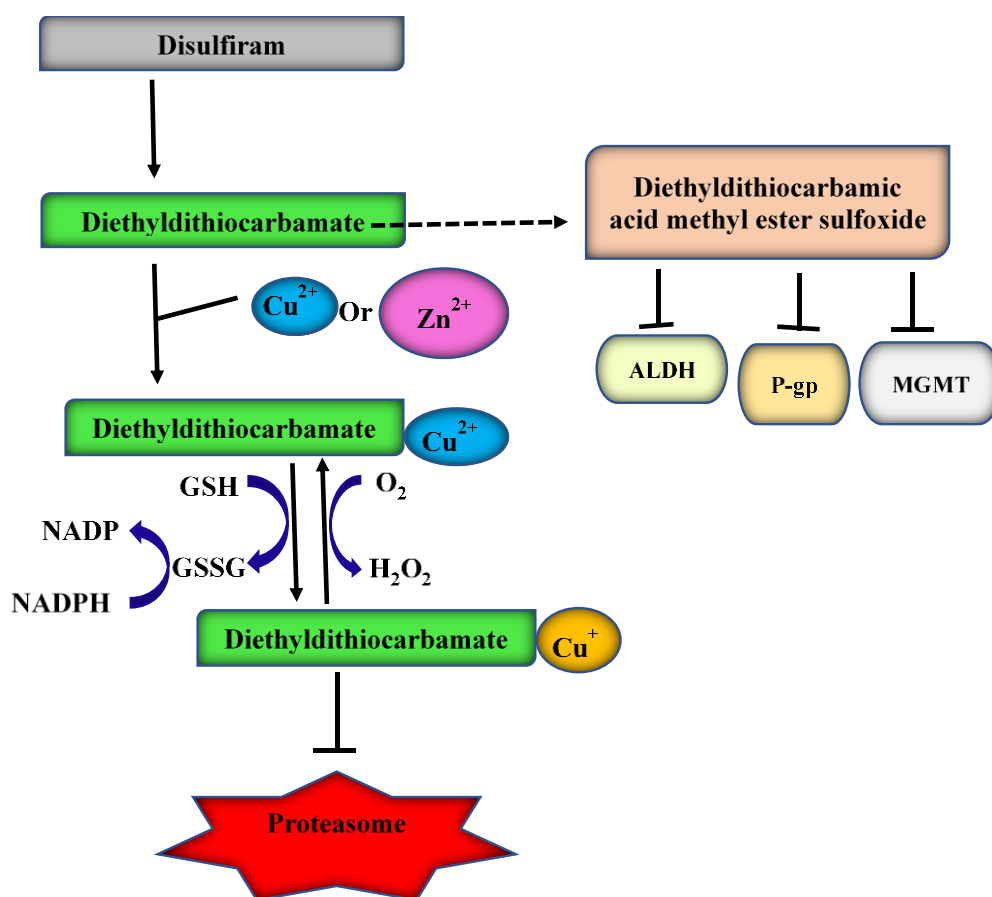 Disulfiram
Diethyldithiocarbamate
Diethyldithiocarbamic
acid methyl ester sulfoxide
Cu²⁺ Or Zn²⁺
ALDH
P-gp
MGMT
Diethyldithiocarbamate Cu²⁺
GSH
O₂
NADP
GSSG
H₂O₂
NADPH
Diethyldithiocarbamate Cu⁺
Proteasome